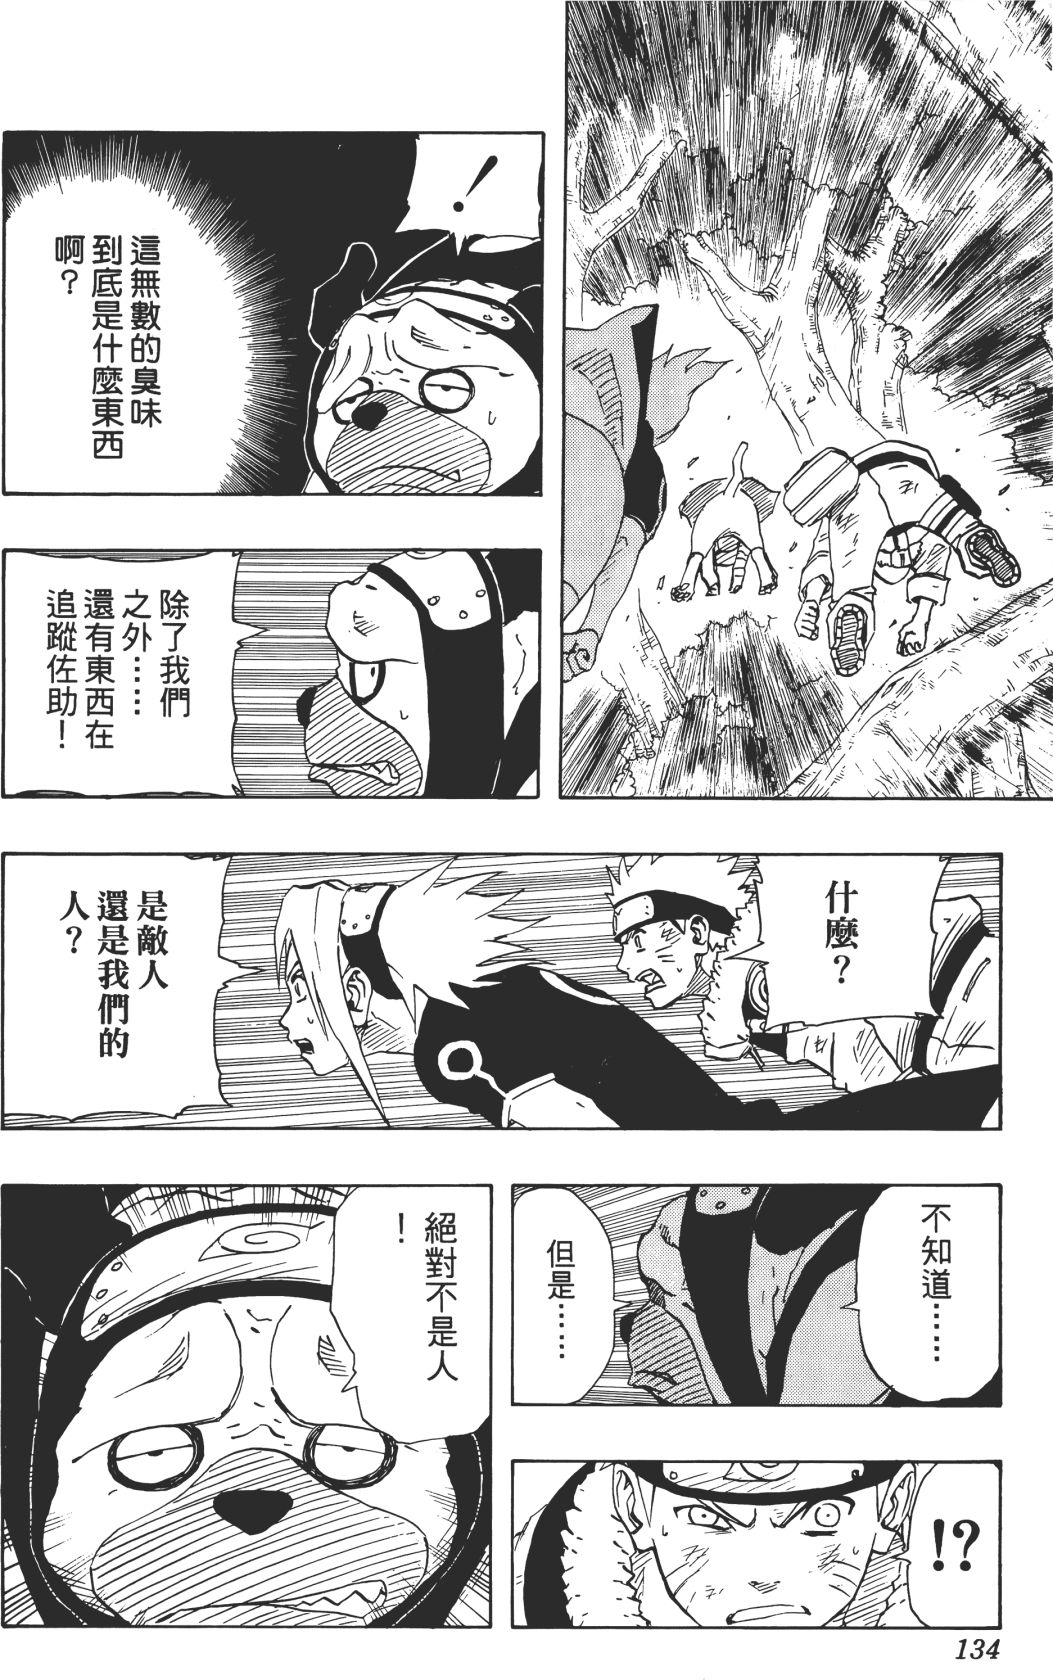 ！
這無數的臭味
到底是什麼東西
啊？
除了我們
之外……
還有東西在
追蹤佐助！
什麼？
是敵人
還是我們的
人？
不知道……
但是……
絕對不是人
！
!?
134